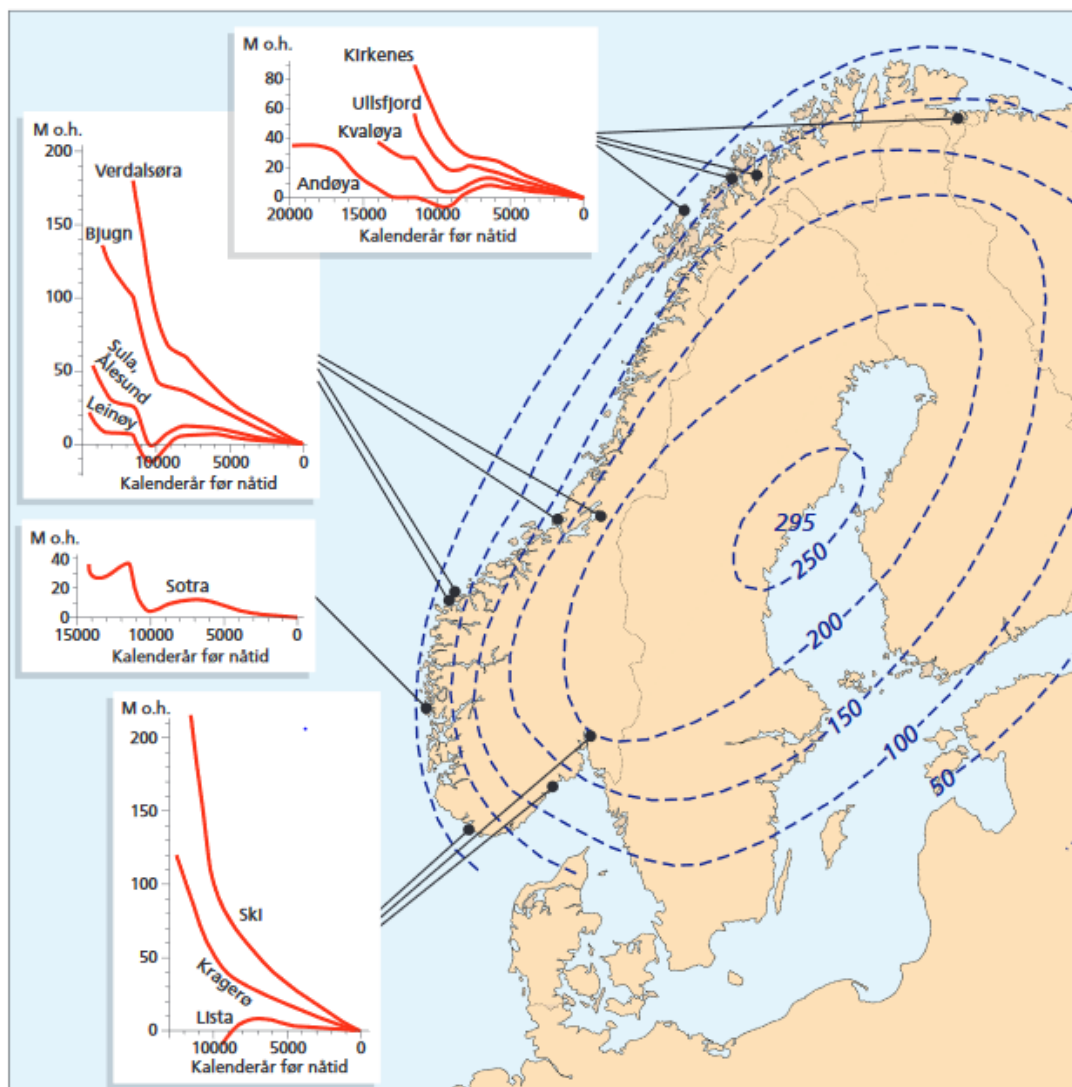 M o.h.
80
60
40
20
0
Kirkenes
Ullsfjord
Kvaløya
Andøya
20000 15000 10000 5000 0
Kalenderår før nåtid
M o.h.
200
150
100
50
0
Verdalsøra
Bjugn
Sula,
Ålesund
Leinøy
10000 5000 0
Kalenderår før nåtid
M o.h.
40
20
0
Sotra
15000 10000 5000 0
Kalenderår før nåtid
M o.h.
200
150
100
50
0
Ski
Kragerø
Lista
10000 5000 0
Kalenderår før nåtid
295
250
200
150
100
50